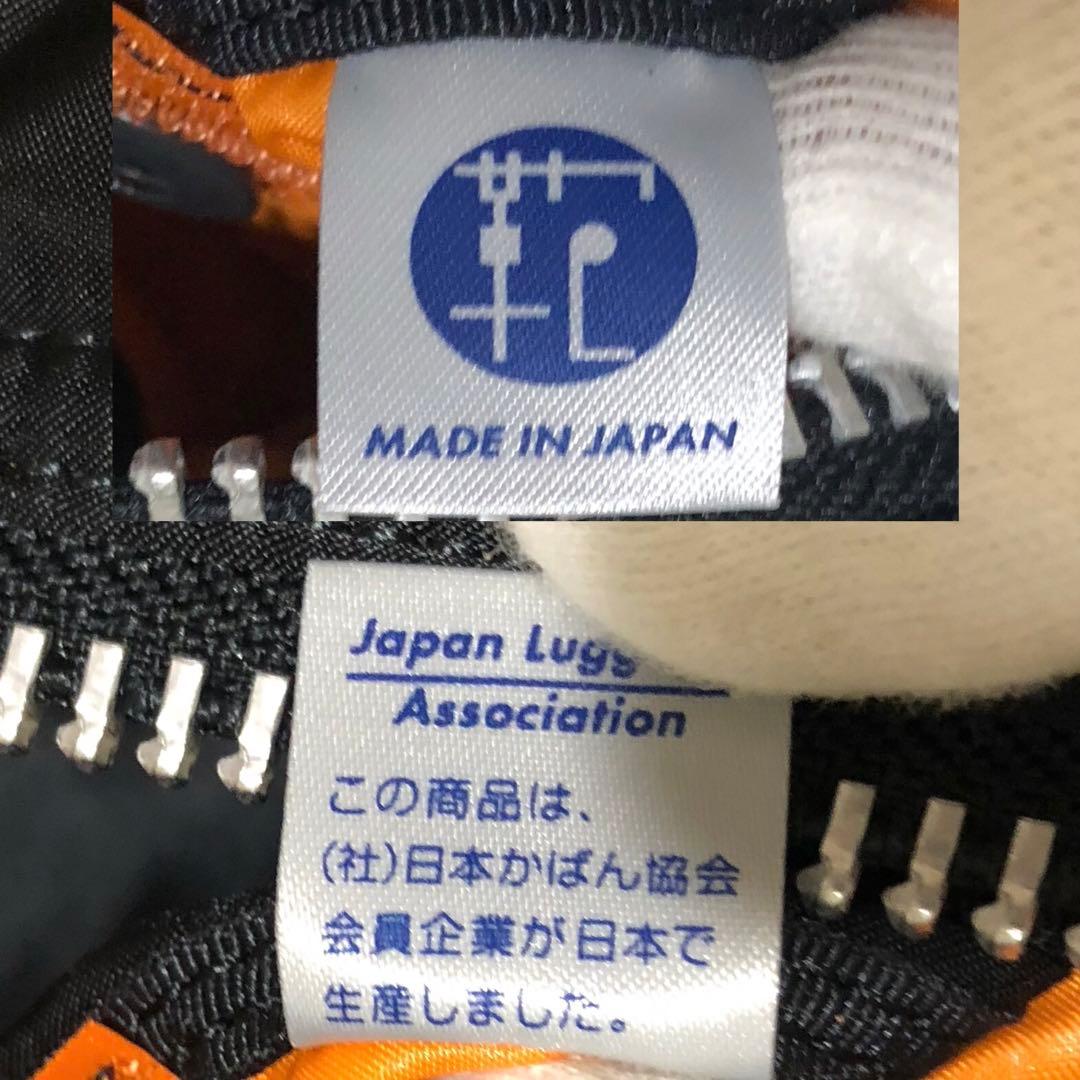 MADE IN JAPAN
Japan
Association
この商品は、
(社)日本かばん協会
会員企業が日本で
生産しました。